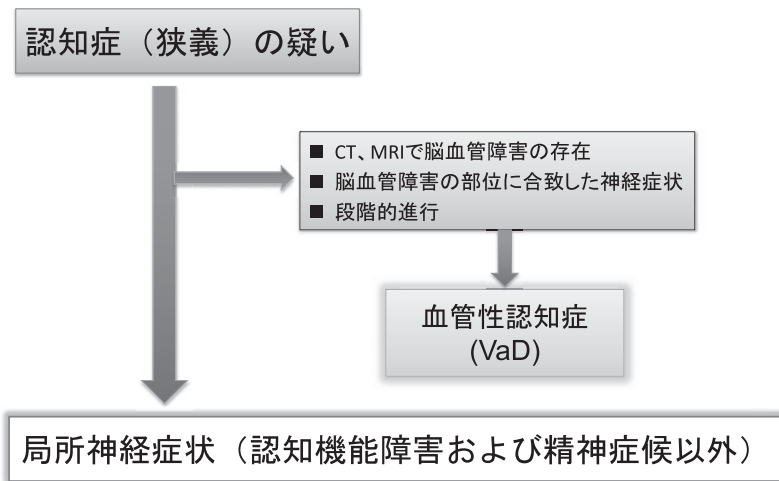 認知症（狭義）の疑い
■ CT、MRIで脳血管障害の存在
■ 脳血管障害の部位に合致した神経症状
■ 段階的進行
血管性認知症
(VaD)
局所神経症状（認知機能障害および精神症候以外）